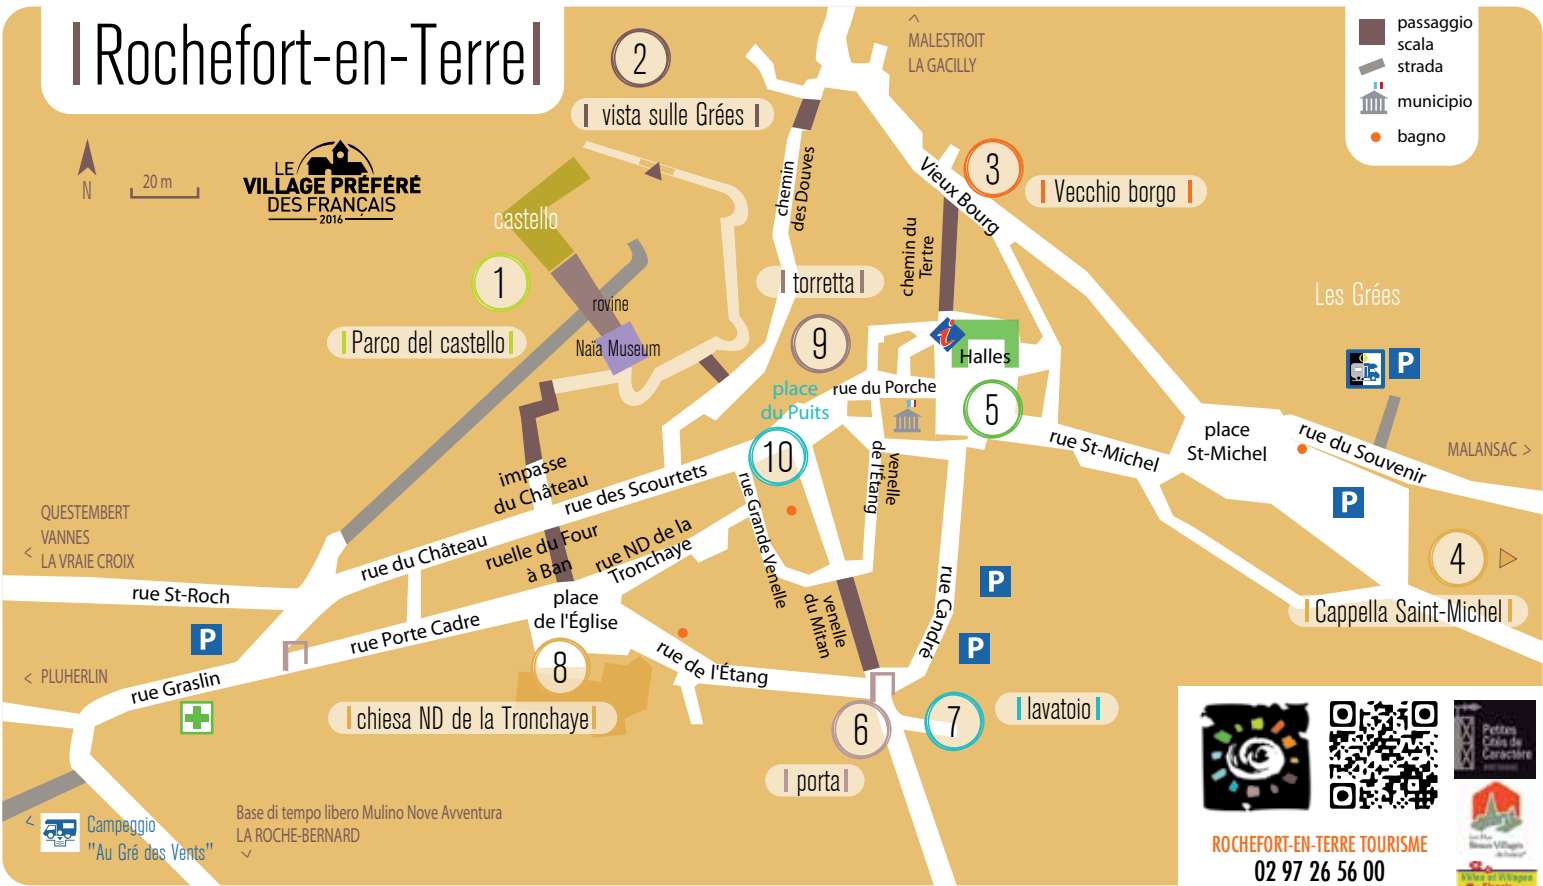 Rochefort-en-Terre
N
20 m
LE
VILLAGE PRÉFÉRÉ
DES FRANÇAIS
2016
2
vista sulle Grées
MALESTROIT
LA GACILLY
passaggio
scala
strada
municipio
bagno
3
Vecchio borgo
Vieux Bourg
chemin
des Douves
chemin du
Tertre
castello
1
Parco del castello
rovine
Naïa Museum
torretta
9
place
du Puits
rue du Porche
i
Halles
5
Les Grées
P
place
St-Michel
rue St-Michel
rue du Souvenir
MALANSAC
P
4
Cappella Saint-Michel
10
impasse
du Château
rue des Scourtets
rue du Château
ruelle du Four
à Ban
rue ND de la
Tronchaye
rue Grande Venelle
venelle
de l'Étang
venelle
du Mitan
rue Candré
P
P
QUESTEMBERT
VANNES
LA VRAIE CROIX
rue St-Roch
P
place
de l'Église
rue Porte Cadre
8
chiesa ND de la Tronchaye
rue de l'Étang
PLUHERLIN
rue Graslin
6
porta
7
lavatoio
Campeggio
"Au Gré des Vents"
Base di tempo libero Mulino Nove Avventura
LA ROCHE-BERNARD
Petites
Cités de
Caractère
ROCHEFORT-EN-TERRE TOURISME
02 97 26 56 00